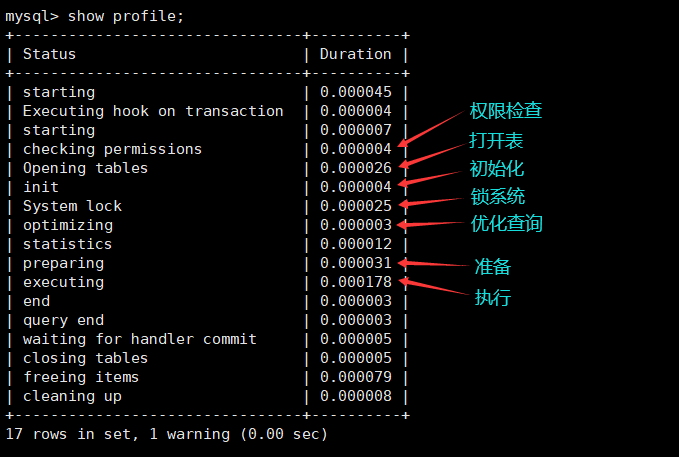 mysql> show profile;
+--------------------------------+----------+
| Status                         | Duration |
+--------------------------------+----------+
| starting                       | 0.000045 |
| Executing hook on transaction  | 0.000004 |
| starting                       | 0.000007 |
| checking permissions           | 0.000004 | 权限检查
| Opening tables                 | 0.000026 | 打开表
| init                           | 0.000004 | 初始化
| System lock                    | 0.000025 | 锁系统
| optimizing                     | 0.000003 | 优化查询
| statistics                     | 0.000012 |
| preparing                      | 0.000031 | 准备
| executing                      | 0.000178 | 执行
| end                            | 0.000003 |
| query end                      | 0.000003 |
| waiting for handler commit     | 0.000005 |
| closing tables                 | 0.000005 |
| freeing items                  | 0.000079 |
| cleaning up                    | 0.000008 |
+--------------------------------+----------+
17 rows in set, 1 warning (0.00 sec)